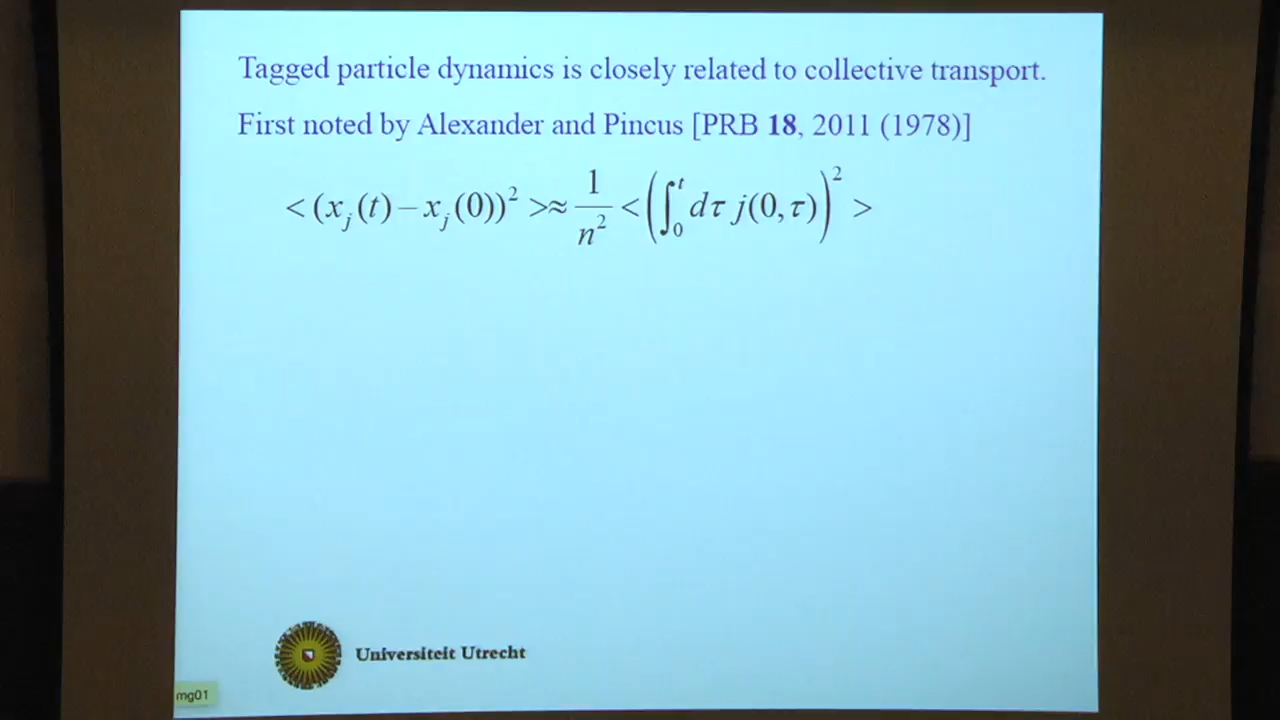 Tagged particle dynamics is closely related to collective transport.
First noted by Alexander and Pincus [PRB 18, 2011 (1978)]
< (x_j(t) − x_j(0))^2 > ≈ \frac{1}{n^2} < ( ∫_0^t dτ j(0,τ) )^2 >
Universiteit Utrecht
mg01